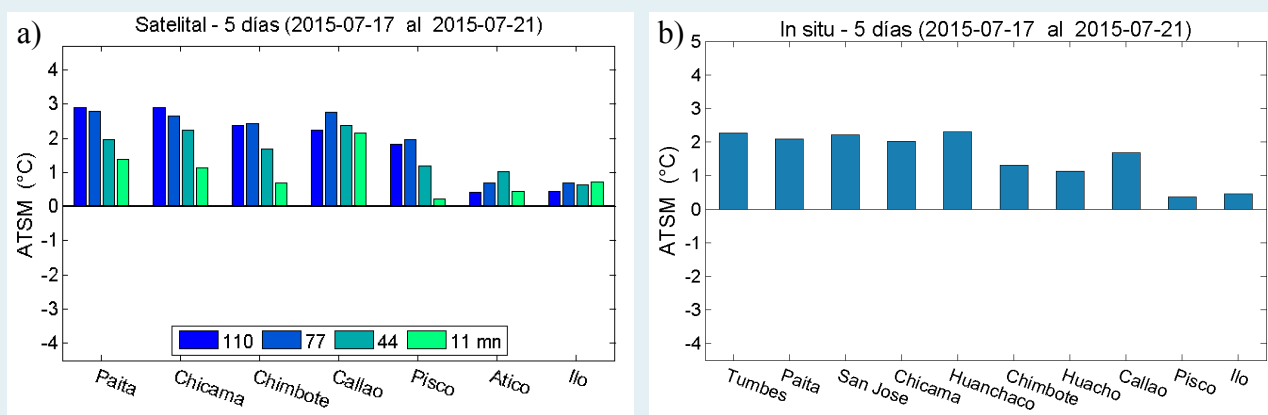 a)
Satelital - 5 días (2015-07-17 al 2015-07-21)
ATSM (°C)
4
3
2
1
0
-1
-2
-3
-4
110 77 44 11 mn
Paita Chicama Chimbote Callao Pisco Atico Ilo
b)
In situ - 5 días (2015-07-17 al 2015-07-21)
ATSM (°C)
5
4
3
2
1
0
-1
-2
-3
-4
Tumbes Paita San Jose Chicama Huanchaco Chimbote Huacho Callao Pisco Ilo